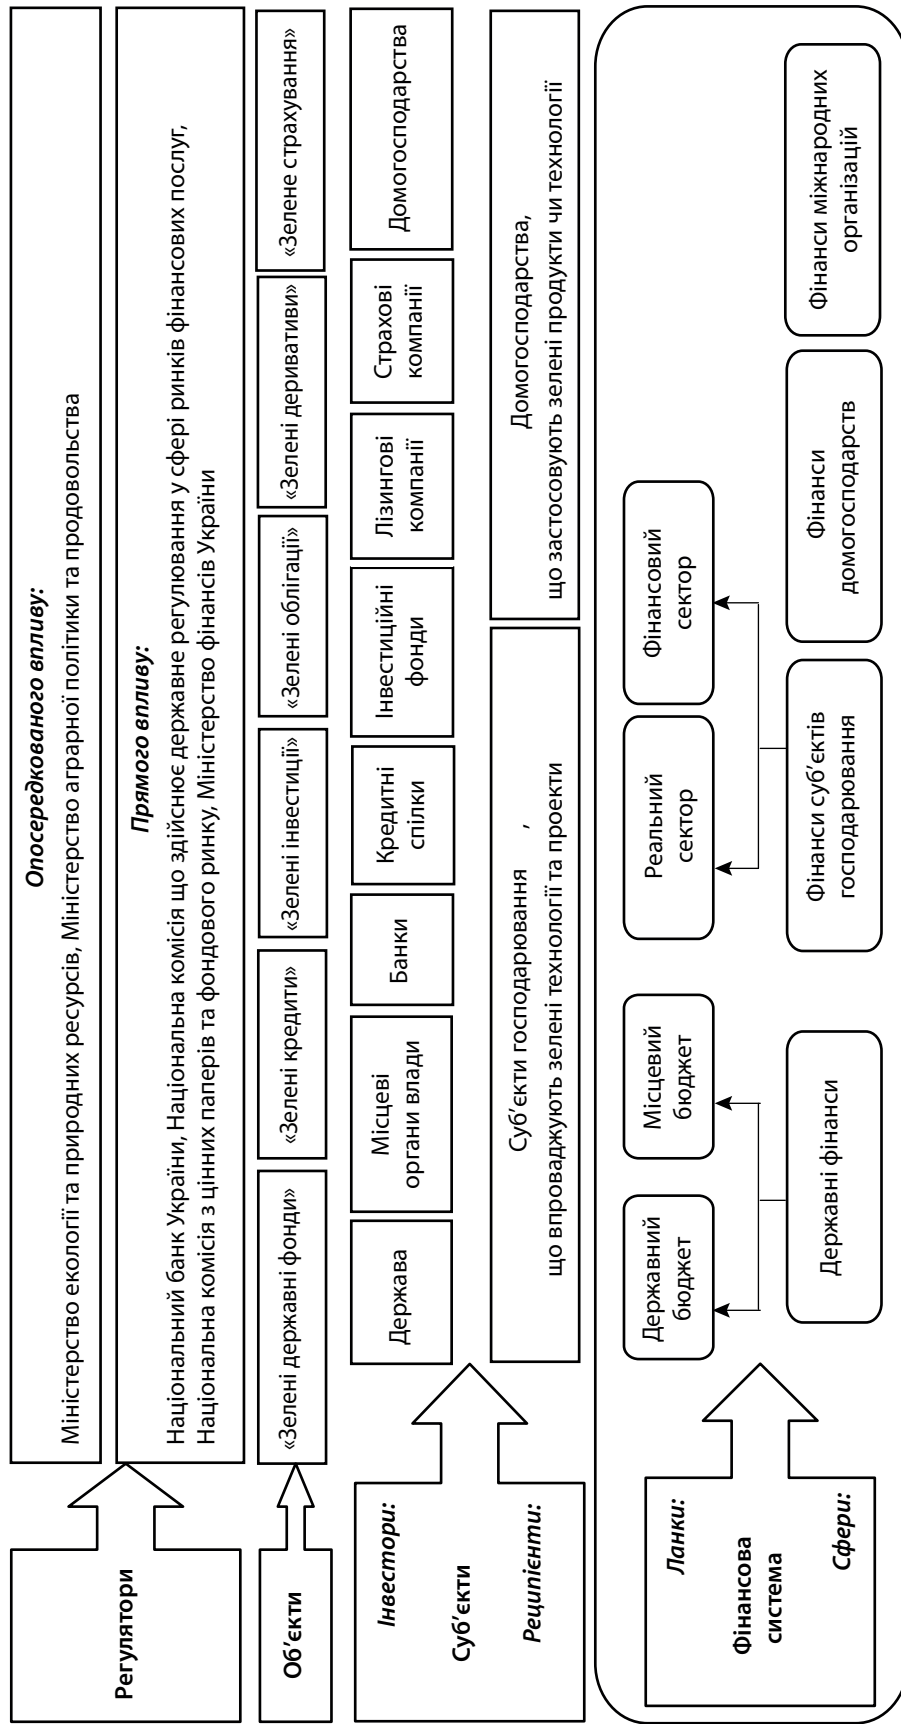 Регулятори
Опосередкованого впливу:
Міністерство екології та природних ресурсів, Міністерство аграрної політики та продовольства
Прямого впливу:
Національний банк України, Національна комісія що здійснює державне регулювання у сфері ринків фінансових послуг,
Національна комісія з цінних паперів та фондового ринку, Міністерство фінансів України
Об’єкти
«Зелені державні фонди»
«Зелені кредити»
«Зелені інвестиції»
«Зелені облігації»
«Зелені деривативи»
«Зелене страхування»
Інвестори:
Суб’єкти
Реципієнти:
Держава
Місцеві
органи влади
Банки
Кредитні
спілки
Інвестиційні
фонди
Лізингові
компанії
Страхові
компанії
Домогосподарства
Суб’єкти господарювання ,
що впроваджують зелені технології та проекти
Домогосподарства,
що застосовують зелені продукти чи технології
Ланки:
Фінансова
система
Сфери:
Державний
бюджет
Місцевий
бюджет
Реальний
сектор
Фінансовий
сектор
Державні фінанси
Фінанси суб’єктів
господарювання
Фінанси
домогосподарств
Фінанси міжнародних
організацій